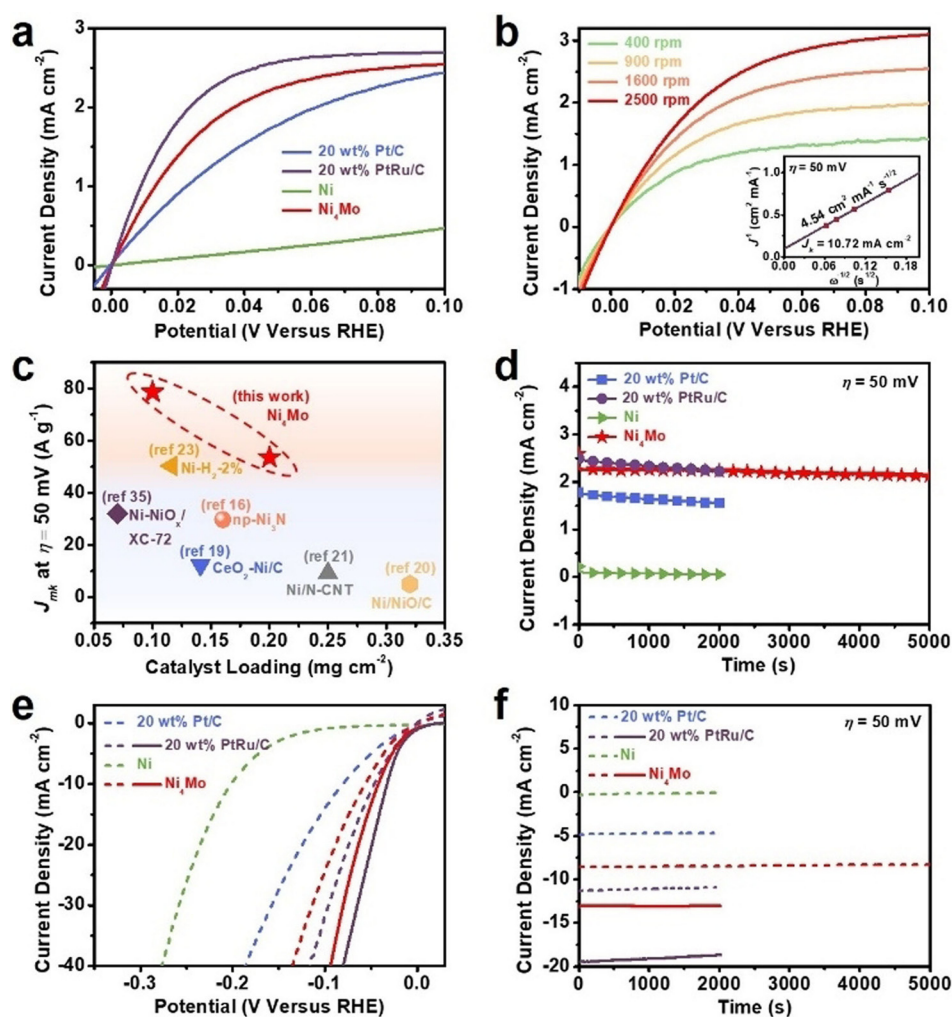 a
Current Density (mA cm⁻²)
3
2
1
0
20 wt% Pt/C
20 wt% PtRu/C
Ni
Ni₄Mo
0.00 0.02 0.04 0.06 0.08 0.10
Potential (V Versus RHE)
b
Current Density (mA cm⁻²)
3
2
1
0
-1
400 rpm
900 rpm
1600 rpm
2500 rpm
η = 50 mV
J⁻¹ (cm² mA⁻¹)
1.0
0.5
0.0
4.54 cm² mA⁻¹ s⁻¹/²
Jₖ = 10.72 mA cm⁻²
0.00 0.06 0.12 0.18
ω⁻¹/² (s¹/²)
0.00 0.02 0.04 0.06 0.08 0.10
Potential (V Versus RHE)
c
J mk at η = 50 mV (A g⁻¹)
80
60
40
20
0
(this work)
Ni₄Mo
(ref 23)
Ni-H₂-2%
(ref 35)
Ni-NiOₓ/
XC-72
(ref 16)
np-Ni₃N
(ref 19)
CeO₂-Ni/C
(ref 21)
Ni/N-CNT
(ref 20)
Ni/NiO/C
0.05 0.10 0.15 0.20 0.25 0.30 0.35
Catalyst Loading (mg cm⁻²)
d
Current Density (mA cm⁻²)
4
3
2
1
0
-1
20 wt% Pt/C
20 wt% PtRu/C
Ni
Ni₄Mo
η = 50 mV
0 1000 2000 3000 4000 5000
Time (s)
e
Current Density (mA cm⁻²)
0
-10
-20
-30
-40
20 wt% Pt/C
20 wt% PtRu/C
Ni
Ni₄Mo
-0.3 -0.2 -0.1 0.0
Potential (V Versus RHE)
f
Current Density (mA cm⁻²)
10
5
0
-5
-10
-15
-20
20 wt% Pt/C
20 wt% PtRu/C
Ni
Ni₄Mo
η = 50 mV
0 1000 2000 3000 4000 5000
Time (s)